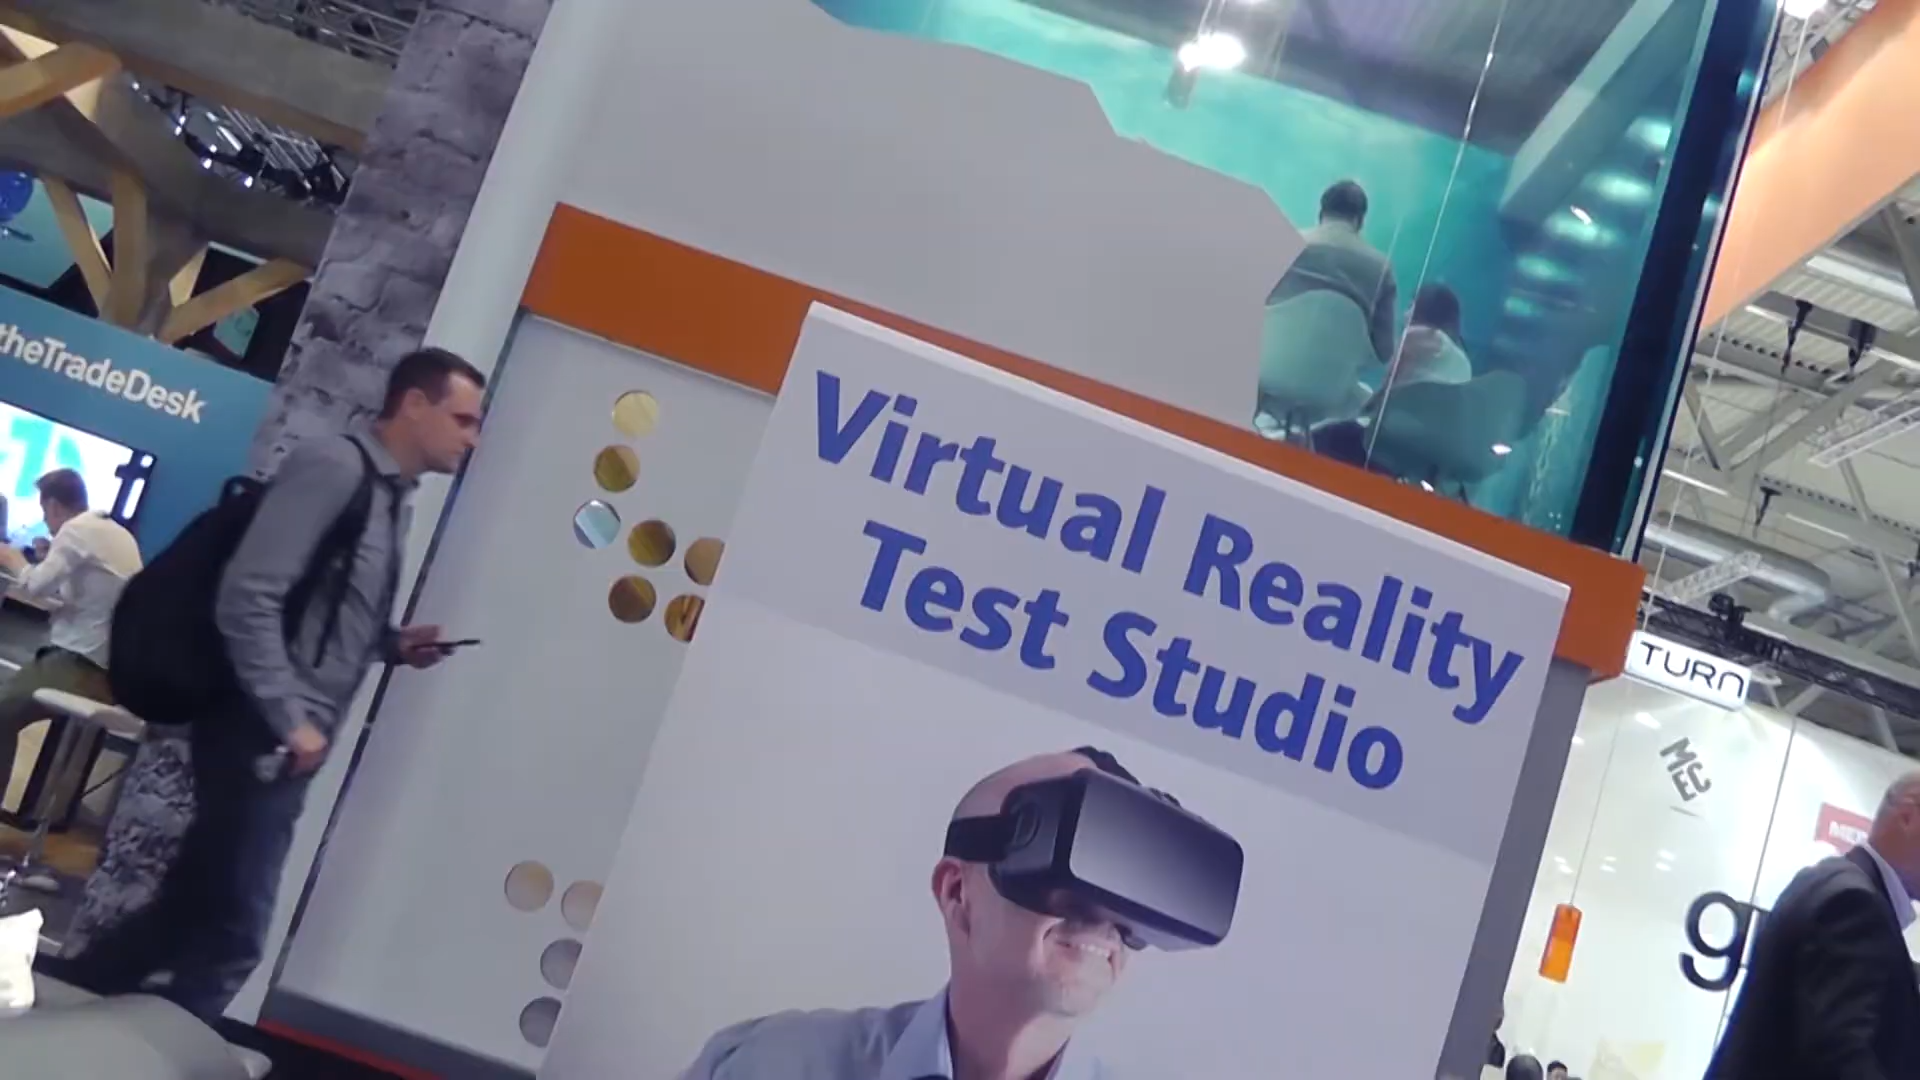 theTradeDesk
Virtual Reality
Test Studio
TURN
MEC